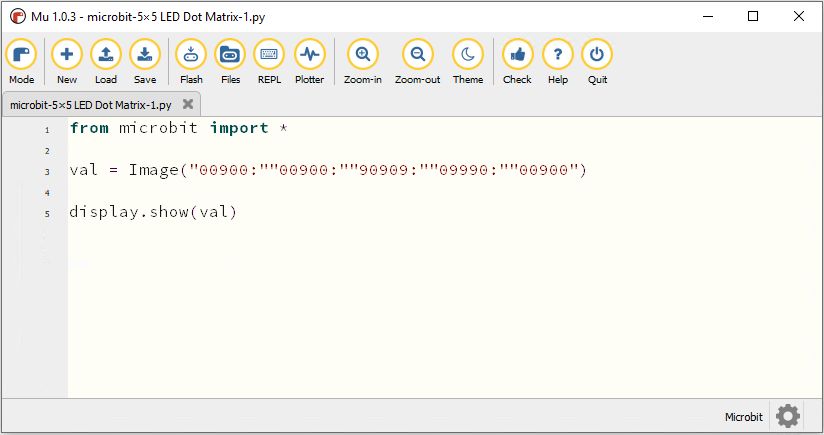 Mu 1.0.3 - microbit-5×5 LED Dot Matrix-1.py
Mode New Load Save Flash Files REPL Plotter Zoom-in Zoom-out Theme Check Help Quit
microbit-5×5 LED Dot Matrix-1.py
1 from microbit import *
2
3 val = Image("00900:""00900:""90909:""09990:""00900")
4
5 display.show(val)
Microbit